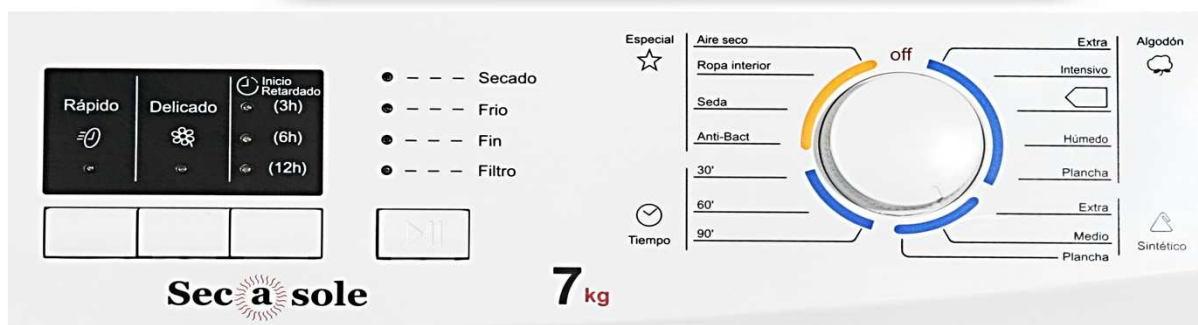 Rápido
Delicado
Inicio
Retardado
(3h)
(6h)
(12h)
Secado
Frio
Fin
Filtro
Sec a sole
7 kg
Especial
Aire seco
Ropa interior
Seda
Anti-Bact
Tiempo
30'
60'
90'
off
Extra
Intensivo
Húmedo
Plancha
Algodón
Extra
Medio
Plancha
Sintético